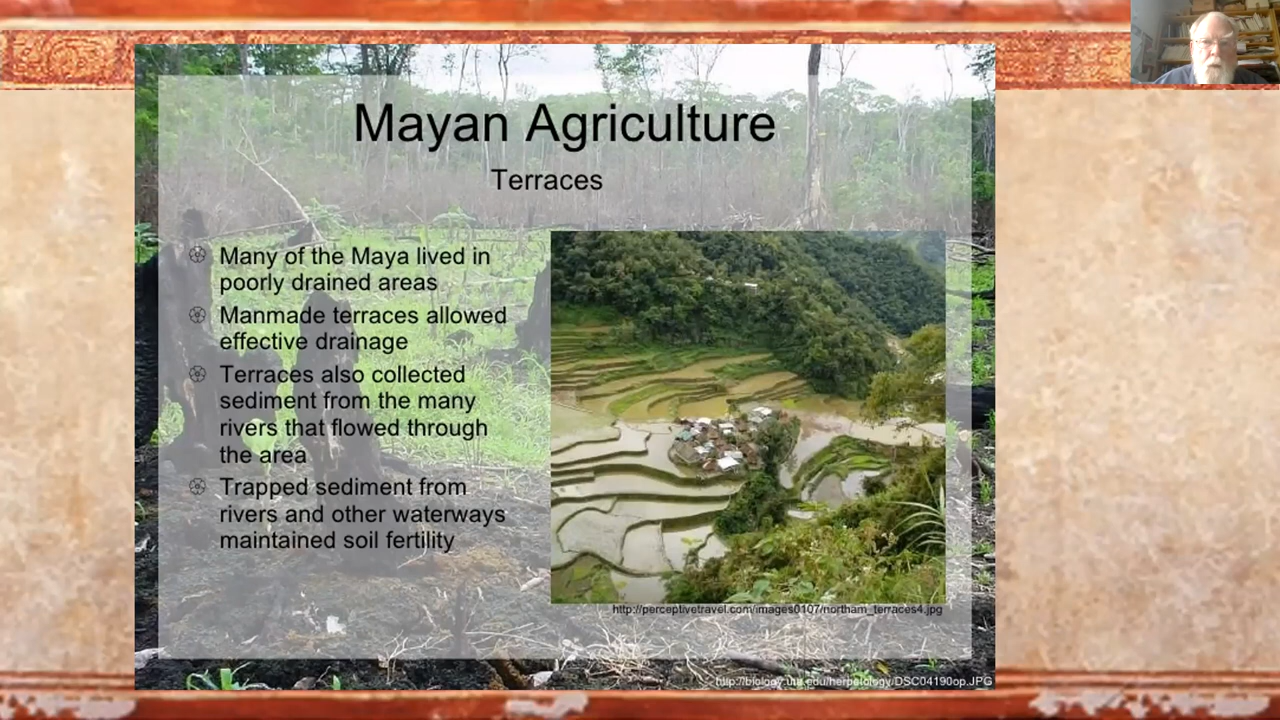 Mayan Agriculture
Terraces
Many of the Maya lived in
poorly drained areas
Manmade terraces allowed
effective drainage
Terraces also collected
sediment from the many
rivers that flowed through
the area
Trapped sediment from
rivers and other waterways
maintained soil fertility
http://perceptivetravel.com/images0107/northam_terraces4.jpg